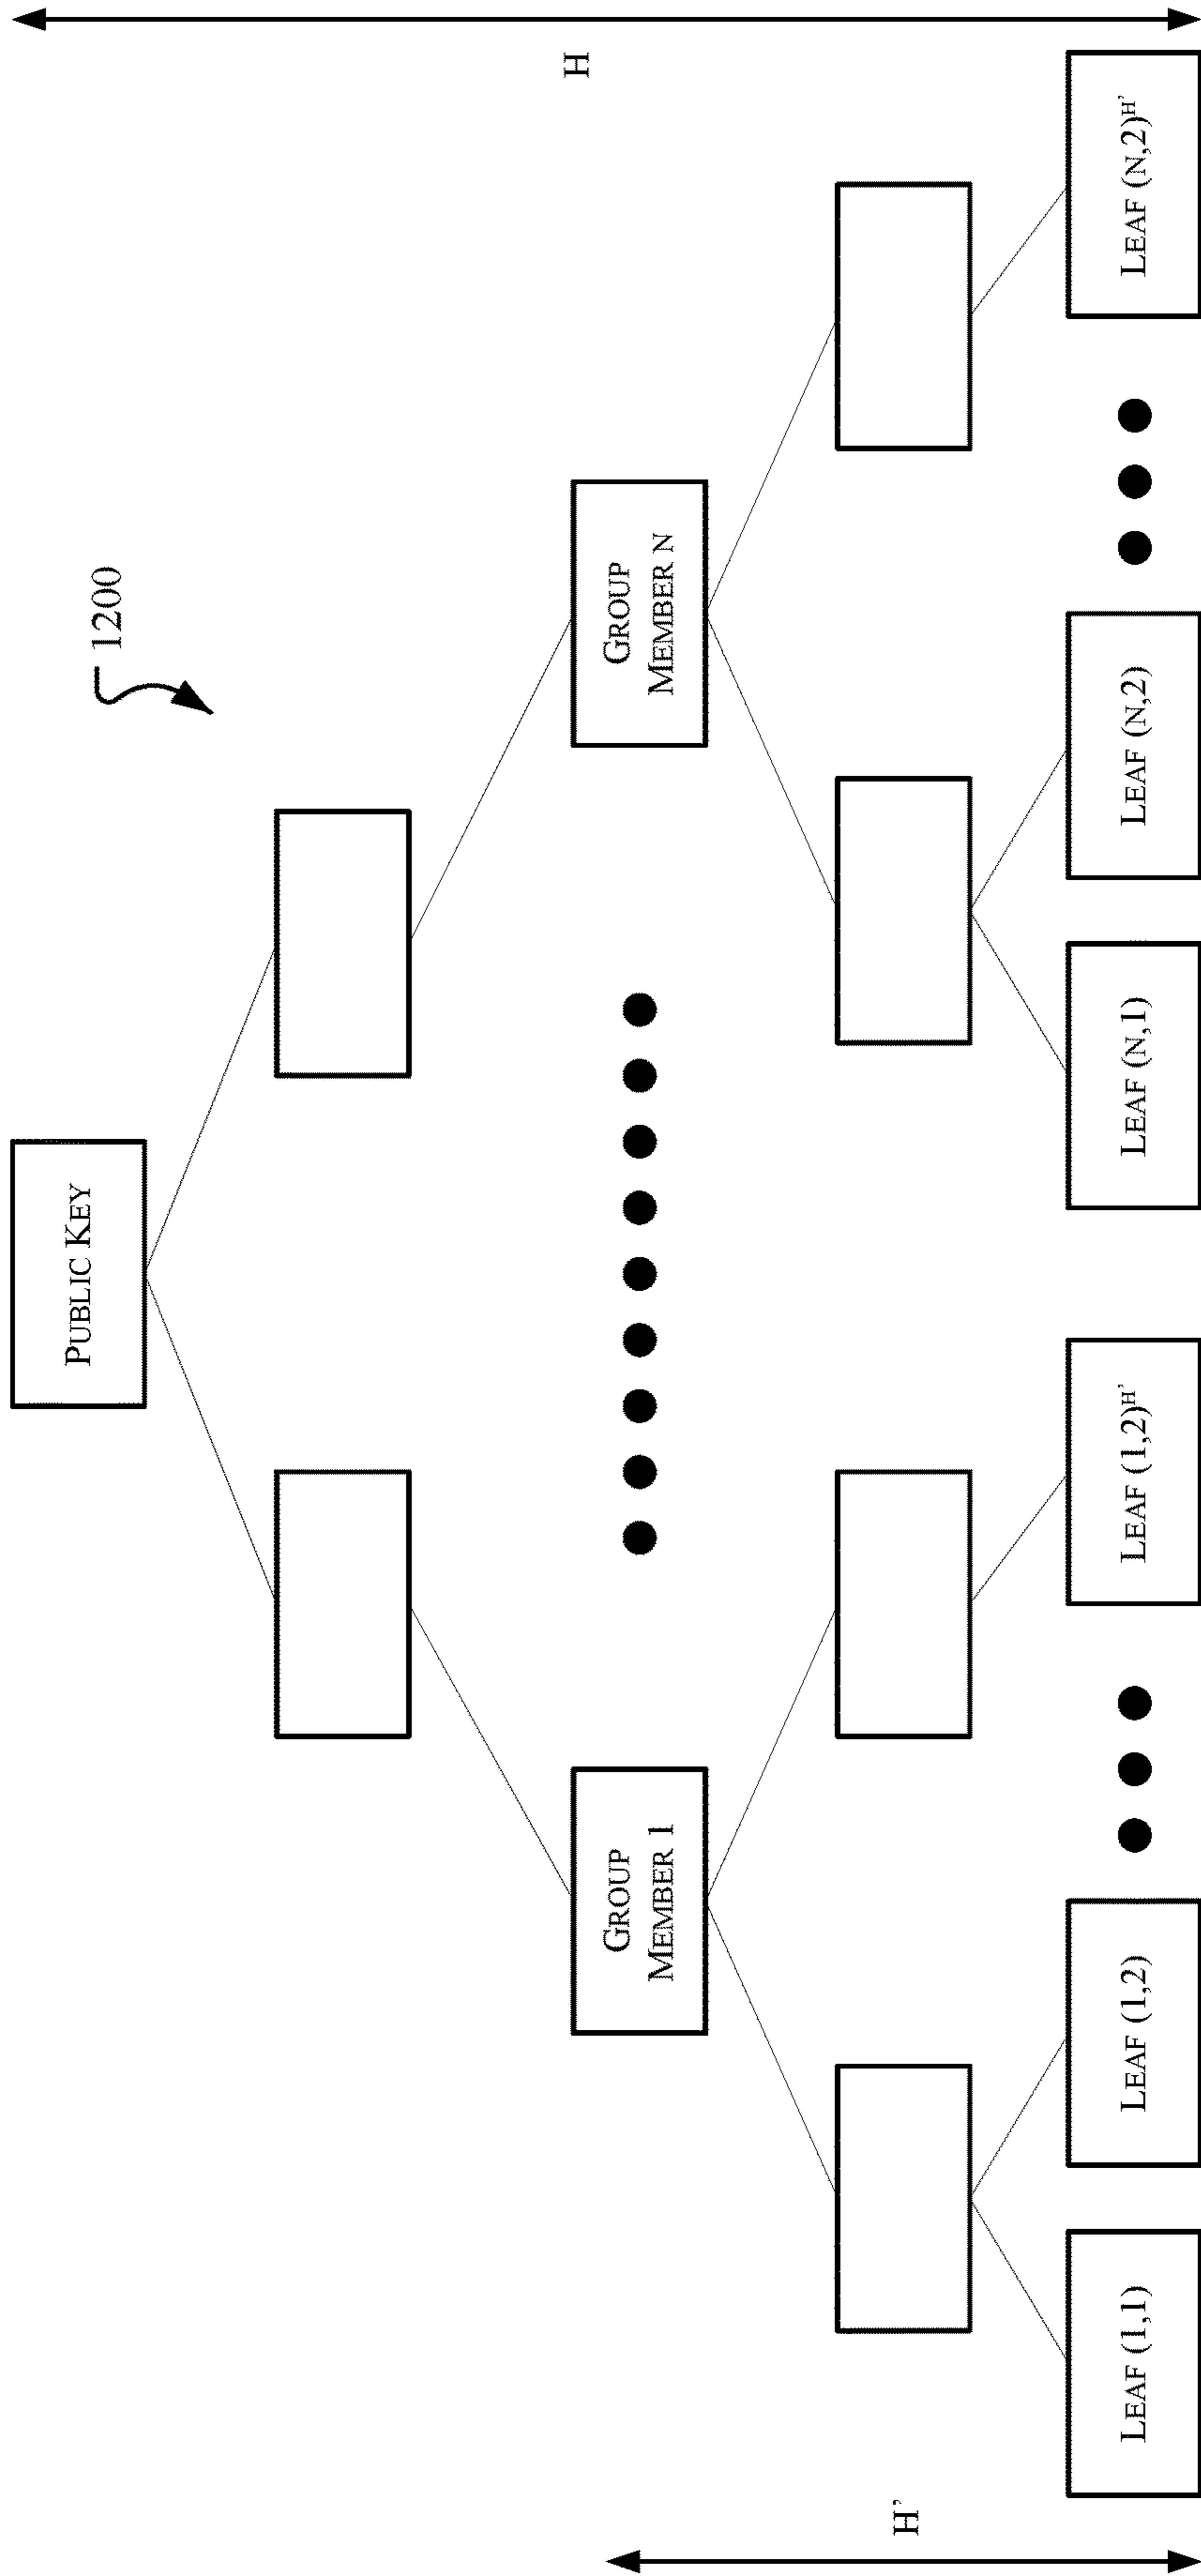 1200
PUBLIC KEY
H
GROUP
MEMBER 1
GROUP
MEMBER N
H'
LEAF (1,1)
LEAF (1,2)
LEAF (1,2)ᴴ'
LEAF (N,1)
LEAF (N,2)
LEAF (N,2)ᴴ'